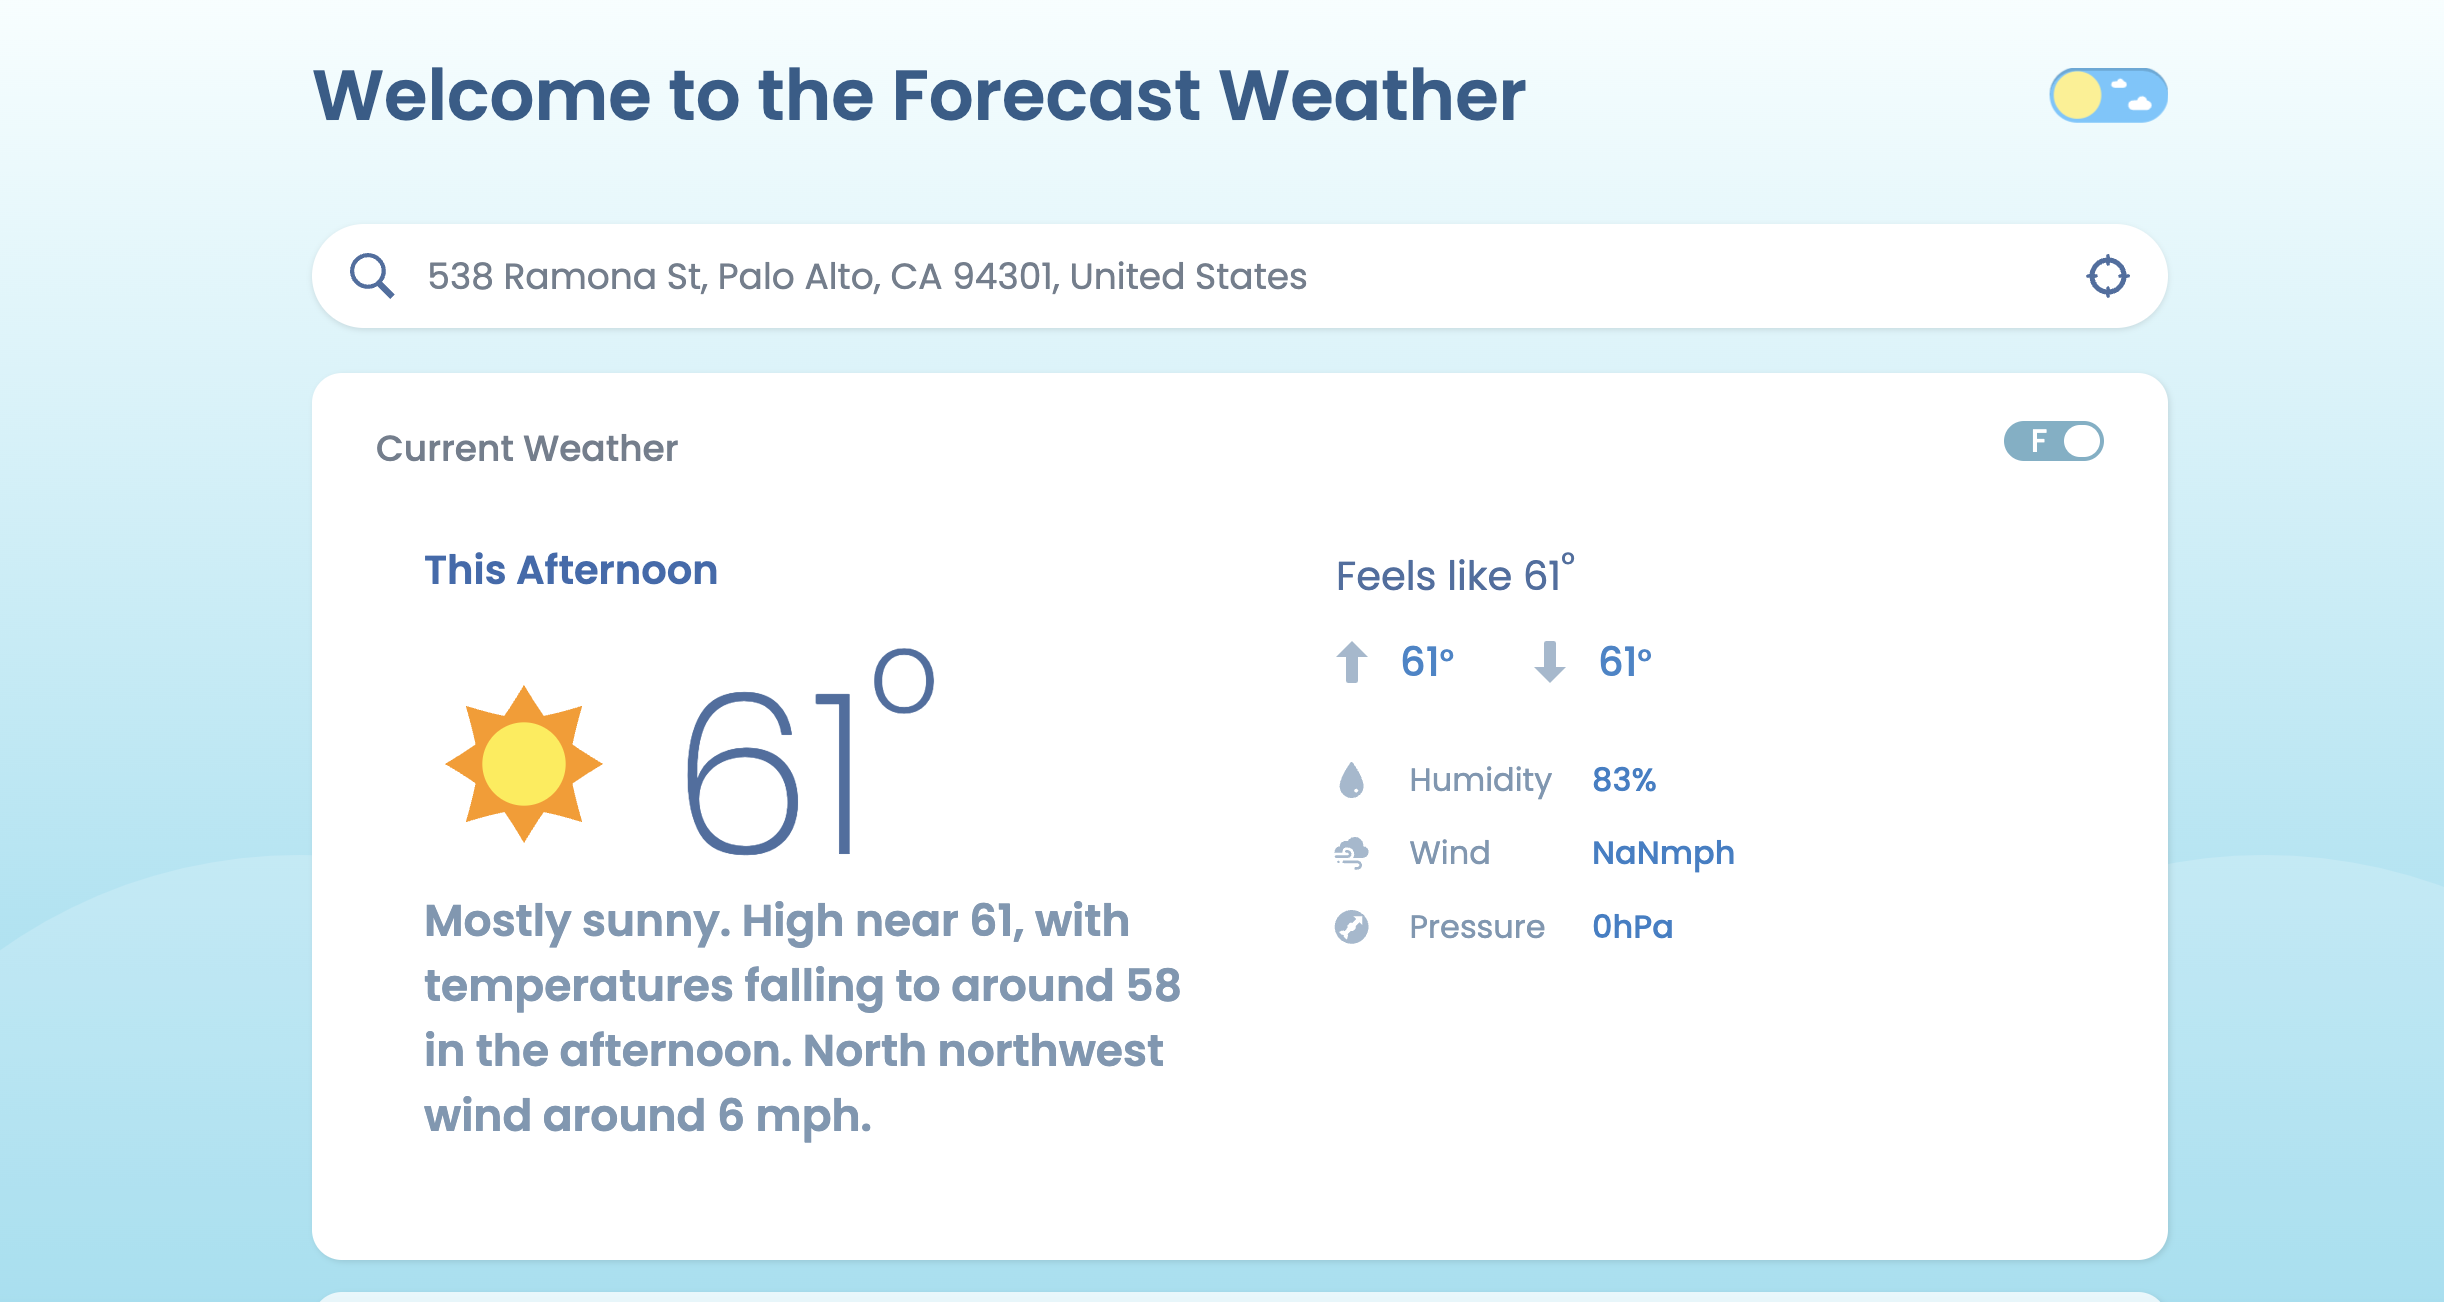 Welcome to the Forecast Weather
538 Ramona St, Palo Alto, CA 94301, United States
Current Weather
F
This Afternoon
61°
Mostly sunny. High near 61, with
temperatures falling to around 58
in the afternoon. North northwest
wind around 6 mph.
Feels like 61°
61° 61°
Humidity 83%
Wind NaNmph
Pressure 0hPa